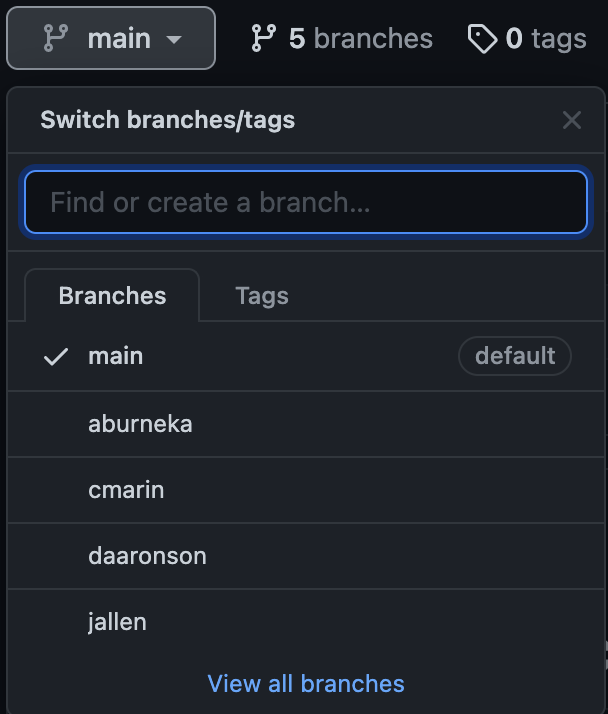 main 5 branches 0 tags
Switch branches/tags
Find or create a branch...
Branches Tags
main default
aburneka
cmarin
daaronson
jallen
View all branches